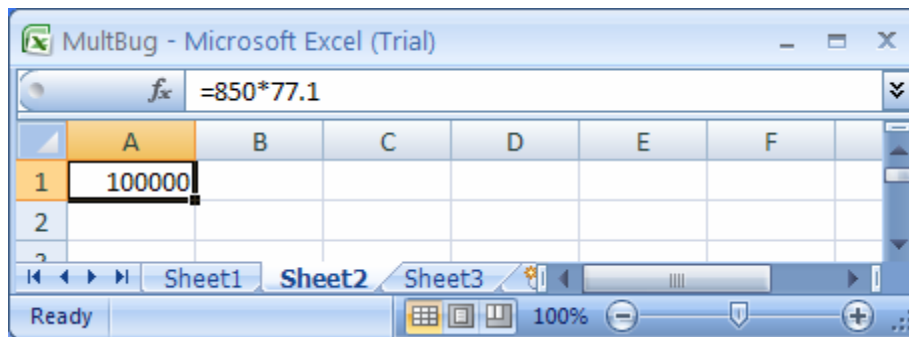 MultBug - Microsoft Excel (Trial)
fx =850*77.1
A B C D E F
1 100000
2
Sheet1 Sheet2 Sheet3
Ready 100%